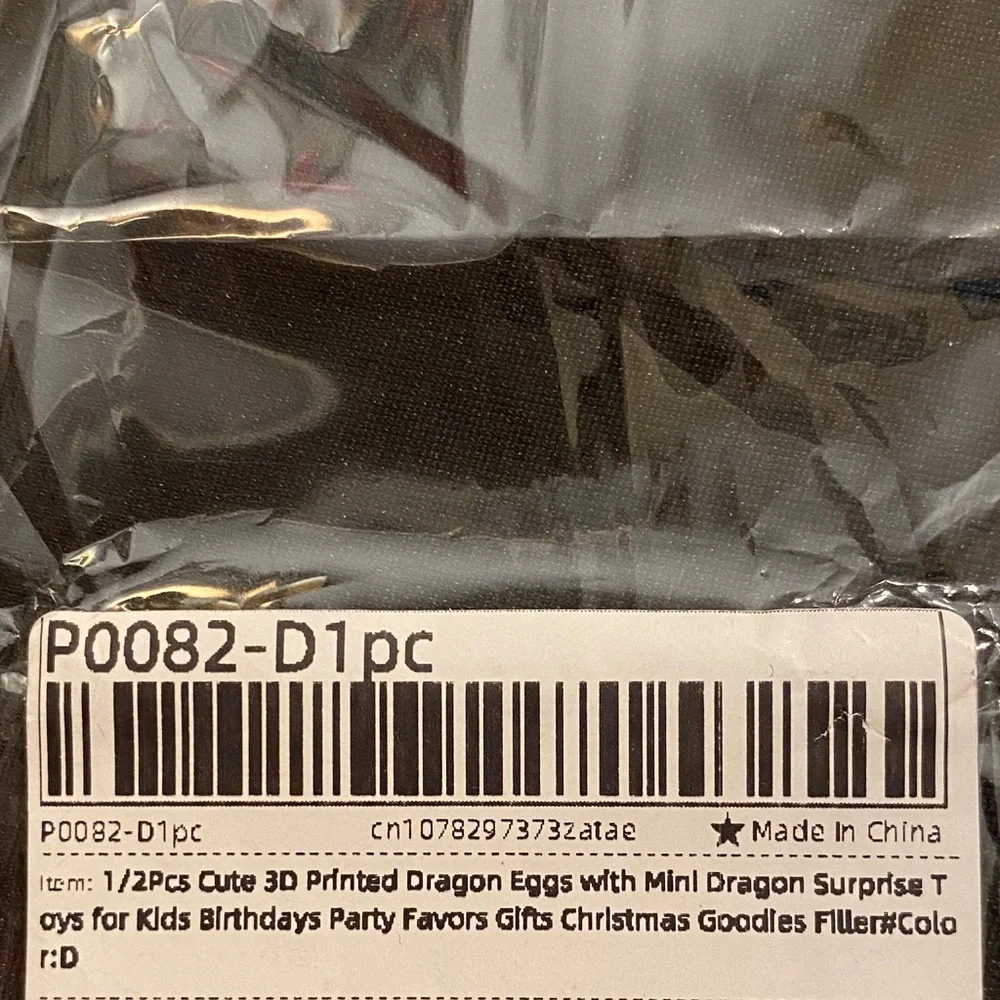 P0082-D1pc
P0082-D1pc cn1078297373zatae ★ Made In China
Item: 1/2Pcs Cute 3D Printed Dragon Eggs with Mini Dragon Surprise T
oys for Kids Birthdays Party Favors Gifts Christmas Goodies Filler#Colo
r:D